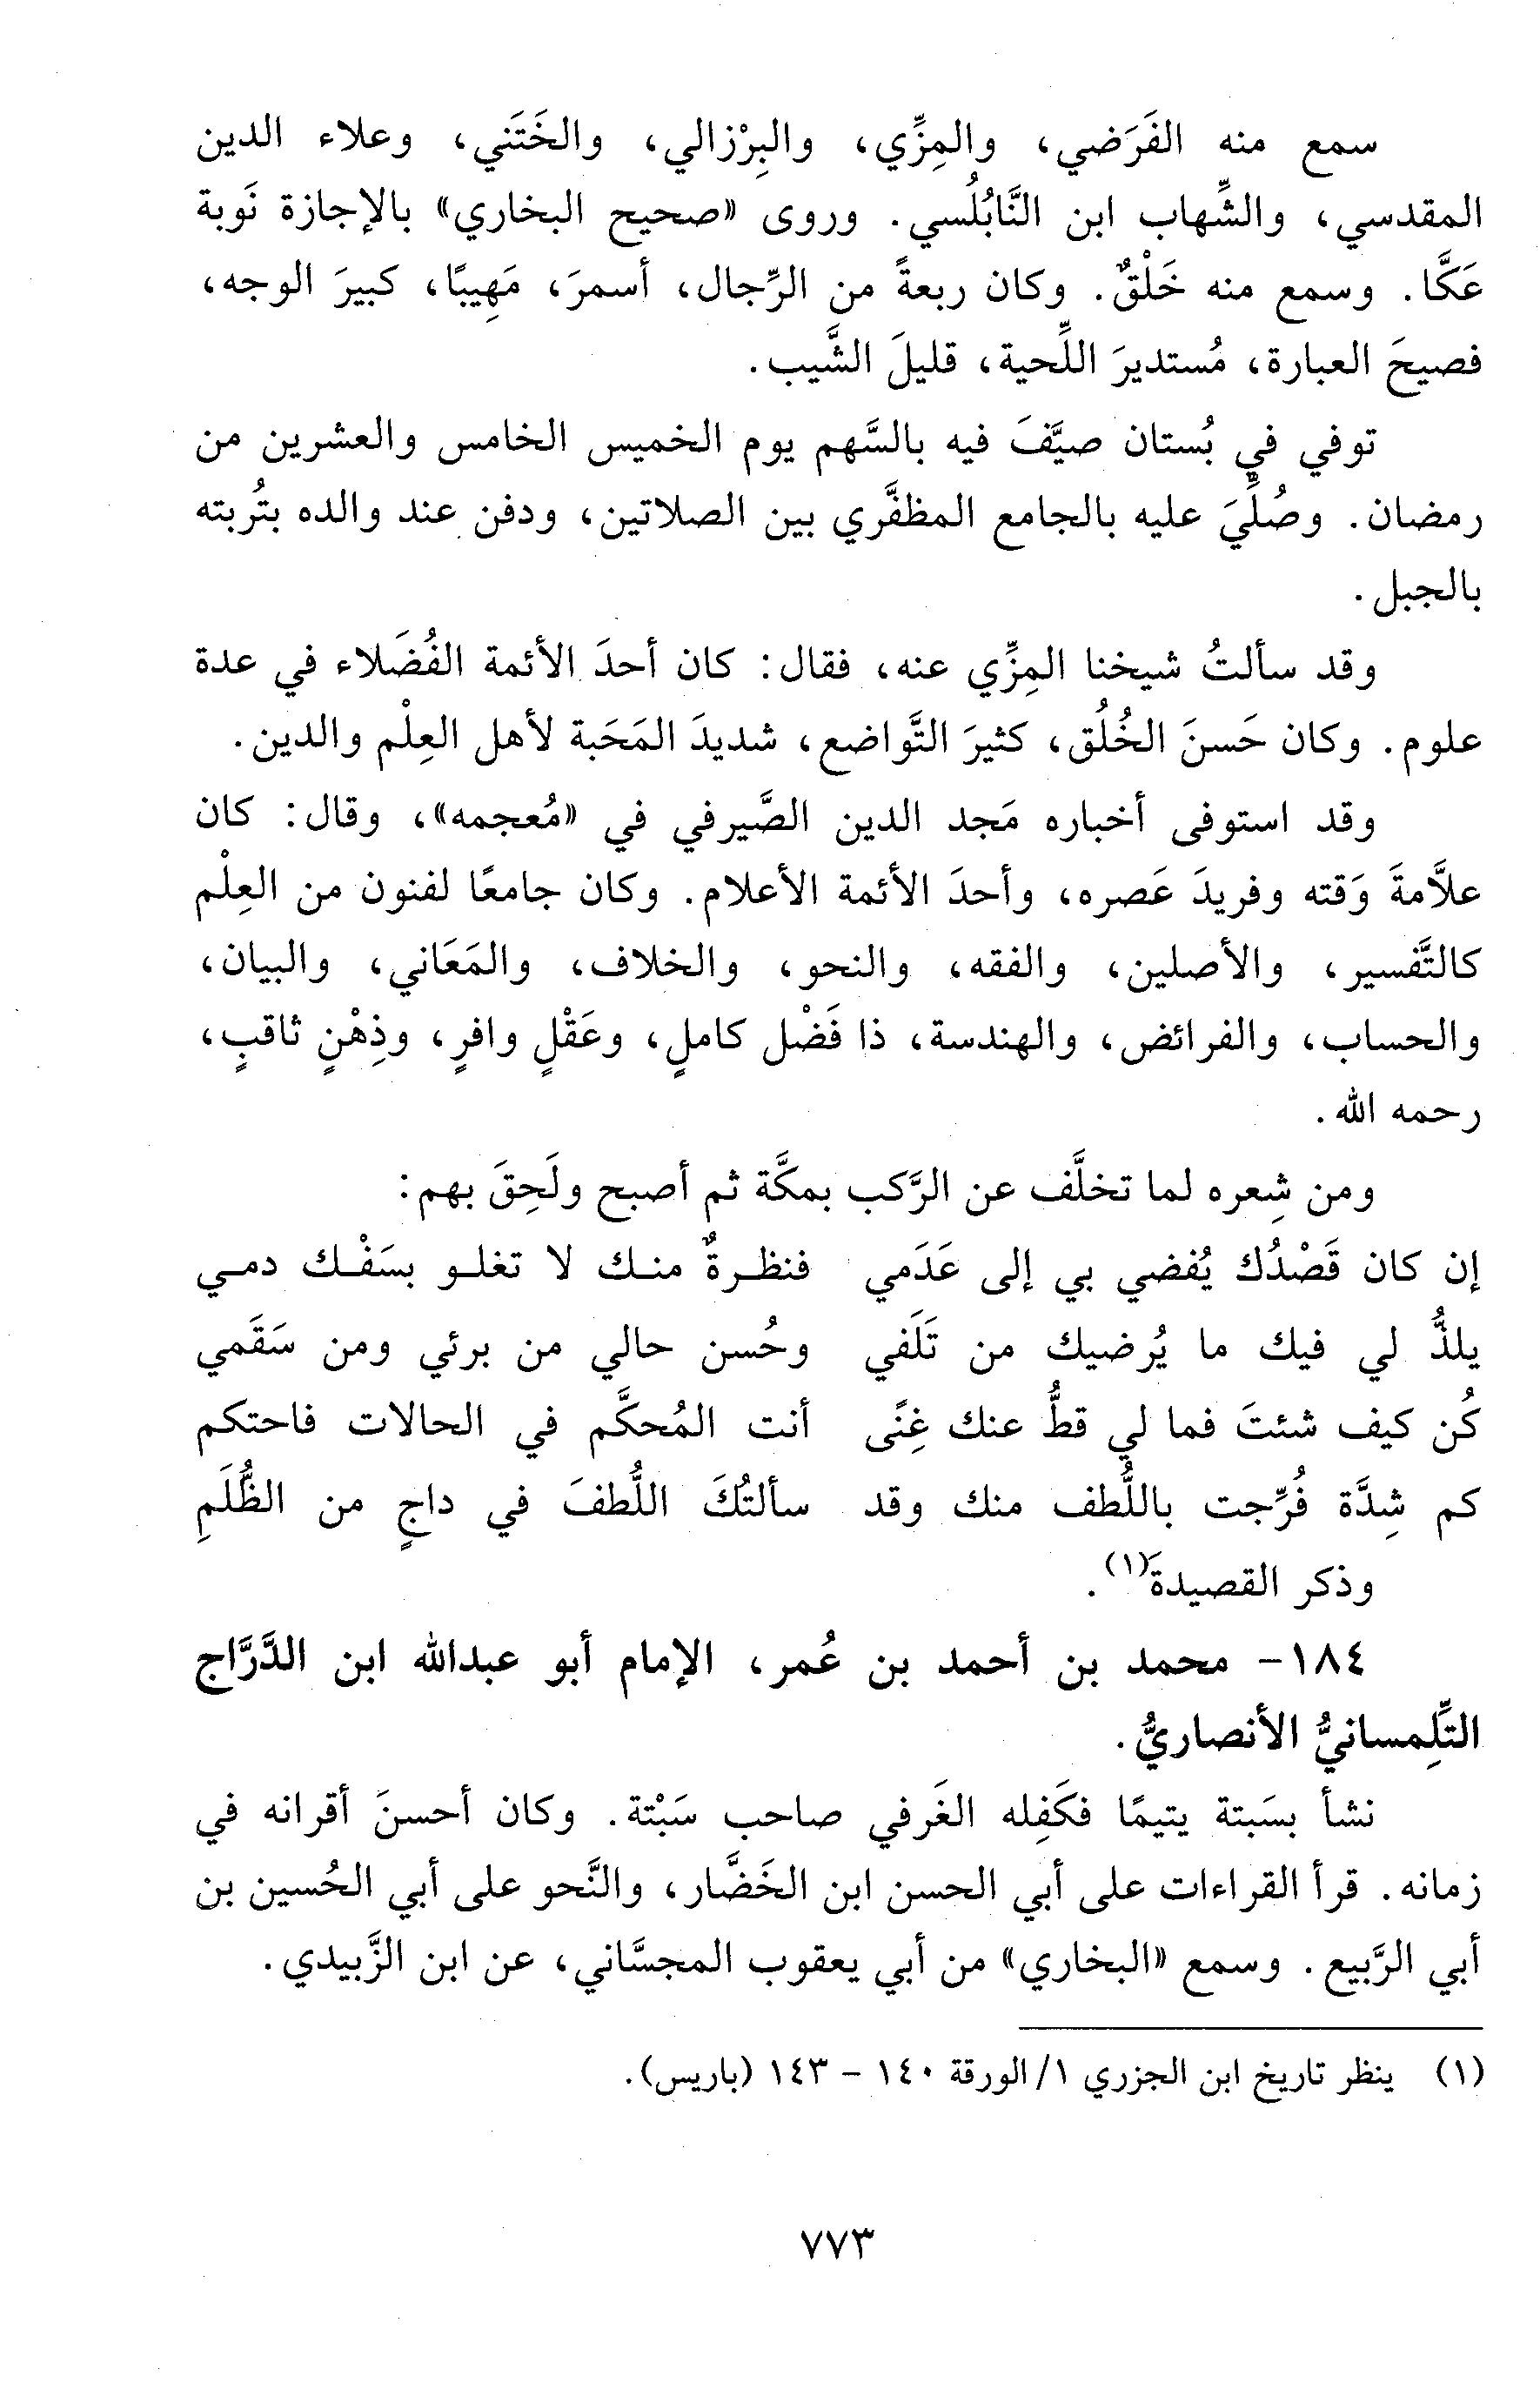 سمع منه الفَرَضي، والمِزِّي، والبِرْزالي، والخَتَني، وعلاء الدين
المقدسي، والشِّهاب ابن النَّابُلُسي. وروى «صحيح البخاري» بالإجازة نَوبة
عَكَّا. وسمع منه خَلْقٌ. وكان ربعةً من الرِّجال، أسمرَ، مَهِيبًا، كبيرَ الوجه،
فصيحَ العبارة، مُستديرَ اللِّحية، قليلَ الشَّيب.
توفي في بُستان صيَّفَ فيه بالسَّهم يوم الخميس الخامس والعشرين من
رمضان. وصُلِّيَ عليه بالجامع المظفَّري بين الصلاتين، ودفن عند والده بتُربته
بالجبل.
وقد سألتُ شيخنا المِزِّي عنه، فقال: كان أحدَ الأئمة الفُضَلاء في عدة
علوم. وكان حَسنَ الخُلُق، كثيرَ التَّواضع، شديدَ المَحَبة لأهل العِلْم والدين.
وقد استوفى أخباره مَجد الدين الصَّيرفي في «مُعجمه»، وقال: كان
علاَّمةَ وَقته وفريدَ عَصره، وأحدَ الأئمة الأعلام. وكان جامعًا لفنون من العِلْم
كالتَّفسير، والأصلين، والفقه، والنحو، والخلاف، والمَعَاني، والبيان،
والحساب، والفرائض، والهندسة، ذا فَضْل كاملٍ، وعَقْلٍ وافرٍ، وذِهْنٍ ثاقبٍ،
رحمه الله.
ومن شِعره لما تخلَّف عن الرَّكب بمكَّة ثم أصبح ولَحِقَ بهم:
إن كان قَصْدُك يُفضي بي إلى عَدَمي فنظرةٌ منك لا تغلو بسَفْك دمي
يلذُّ لي فيك ما يُرضيك من تَلَفي وحُسن حالي من برئي ومن سَقَمي
كُن كيف شئتَ فما لي قطُّ عنك غِنًى أنت المُحكَّم في الحالات فاحتكم
كم شِدَّة فُرِّجت باللُّطف منك وقد سألتُكَ اللُّطفَ في داجٍ من الظُّلَمِ
وذكر القصيدةَ(١).
١٨٤- محمد بن أحمد بن عُمر، الإمام أبو عبدالله ابن الدَّرَّاج
التِّلِمسانيُّ الأنصاريُّ.
نشأ بسَبتة يتيمًا فكَفِله الغَرفي صاحب سَبْتة. وكان أحسنَ أقرانه في
زمانه. قرأ القراءات على أبي الحسن ابن الخَضَّار، والنَّحو على أبي الحُسين بن
أبي الرَّبيع. وسمع «البخاري» من أبي يعقوب المجسَّاني، عن ابن الزَّبيدي.
(١) ينظر تاريخ ابن الجزري ١/ الورقة ١٤٠ - ١٤٣ (باريس).
٧٧٣